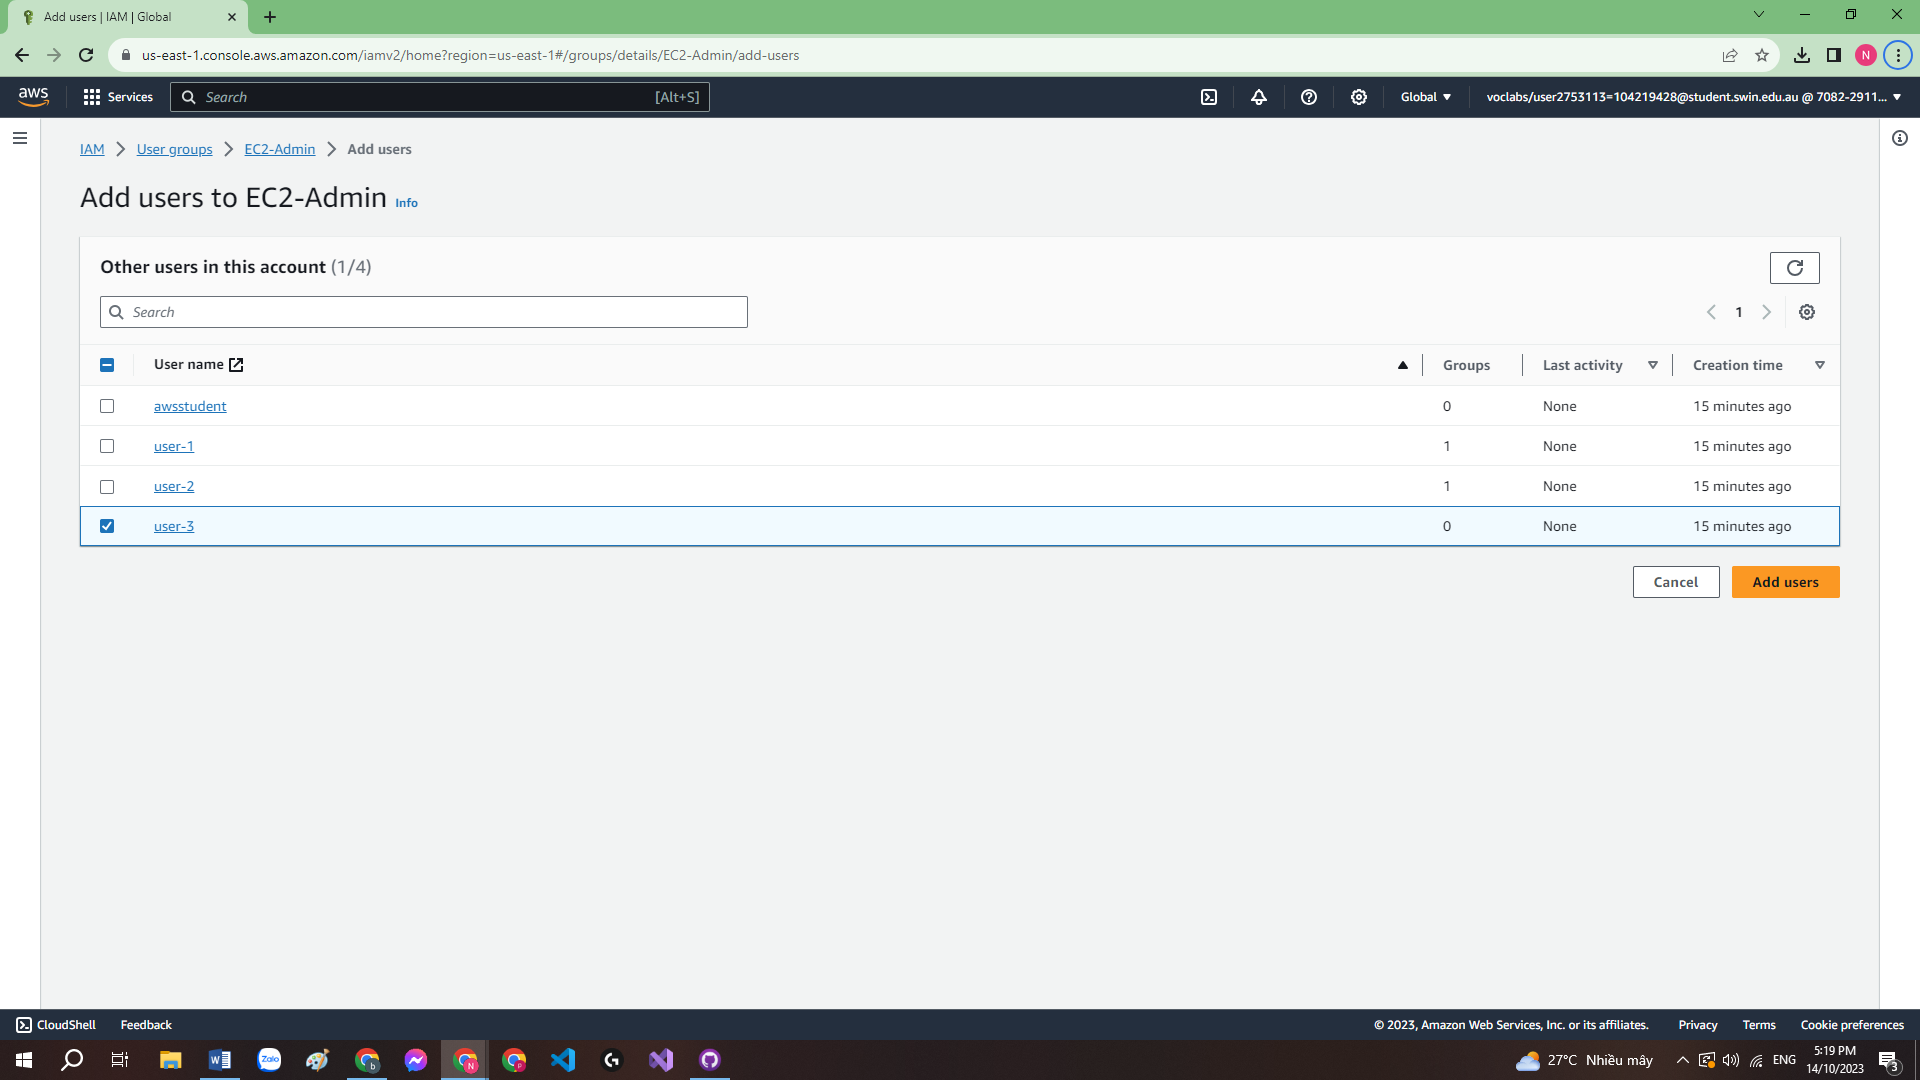 Add users | IAM | Global
us-east-1.console.aws.amazon.com/iamv2/home?region=us-east-1#/groups/details/EC2-Admin/add-users
N
aws
Services
Search
[Alt+S]
Global
voclabs/user2753113=104219428@student.swin.edu.au @ 7082-2911...
IAM
User groups
EC2-Admin
Add users
Add users to EC2-Admin Info
Other users in this account (1/4)
Search
1
User name
Groups
Last activity
Creation time
awsstudent 0 None 15 minutes ago
user-1 1 None 15 minutes ago
user-2 1 None 15 minutes ago
user-3 0 None 15 minutes ago
Cancel
Add users
CloudShell
Feedback
© 2023, Amazon Web Services, Inc. or its affiliates.
Privacy
Terms
Cookie preferences
Zalo
27°C Nhiều mây
ENG
5:19 PM
14/10/2023
3